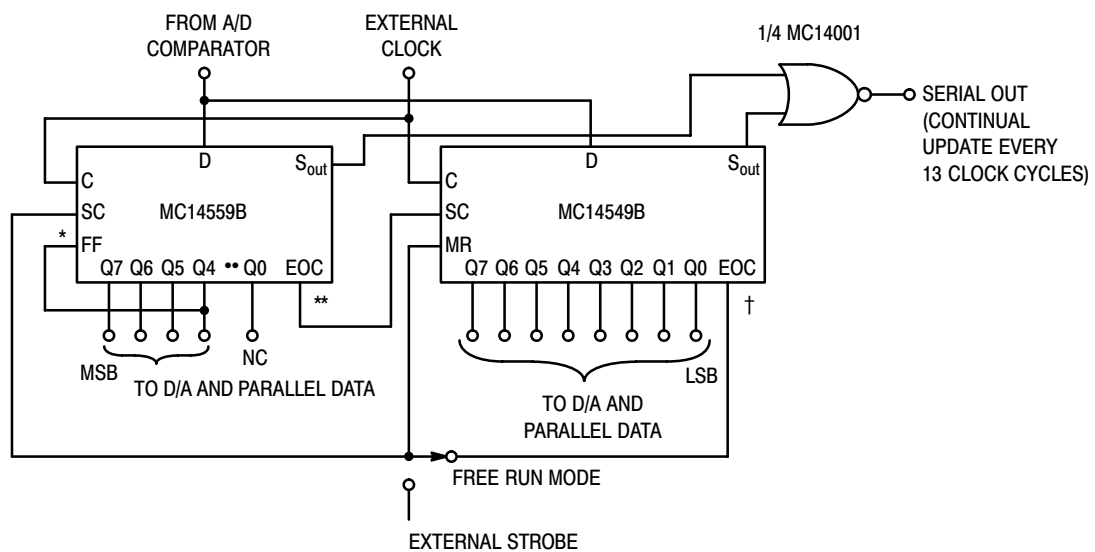 FROM A/D
COMPARATOR
EXTERNAL
CLOCK
1/4 MC14001
SERIAL OUT
(CONTINUAL
UPDATE EVERY
13 CLOCK CYCLES)
D
Sout
C
SC
* FF
MC14559B
Q7 Q6 Q5 Q4 •• Q0 EOC
**
MSB
NC
TO D/A AND PARALLEL DATA
D
Sout
C
SC
MR
MC14549B
Q7 Q6 Q5 Q4 Q3 Q2 Q1 Q0 EOC
†
LSB
TO D/A AND
PARALLEL DATA
FREE RUN MODE
EXTERNAL STROBE